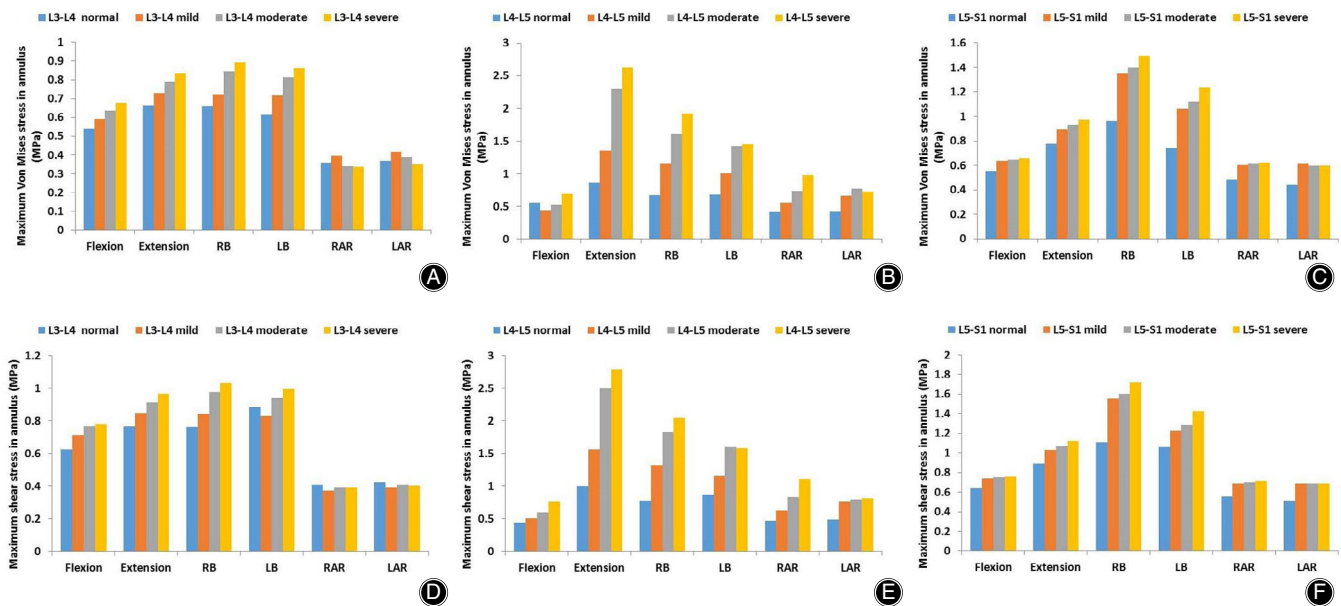 L3-L4 normal L3-L4 mild L3-L4 moderate L3-L4 severe
Maximum Von Mises stress in annulus
(MPa)
1
0.9
0.8
0.7
0.6
0.5
0.4
0.3
0.2
0.1
0
Flexion Extension RB LB RAR LAR
A
L4-L5 normal L4-L5 mild L4-L5 moderate L4-L5 severe
Maximum Von Mises stress in annulus
(MPa)
3
2.5
2
1.5
1
0.5
0
Flexion Extension RB LB RAR LAR
B
L5-S1 normal L5-S1 mild L5-S1 moderate L5-S1 severe
Maximum Von Mises stress in annulus
(MPa)
1.6
1.4
1.2
1
0.8
0.6
0.4
0.2
0
Flexion Extension RB LB RAR LAR
C
L3-L4 normal L3-L4 mild L3-L4 moderate L3-L4 severe
Maximum shear stress in annulus (MPa)
1.2
1
0.8
0.6
0.4
0.2
0
Flexion Extension RB LB RAR LAR
D
L4-L5 normal L4-L5 mild L4-L5 moderate L4-L5 severe
Maximum shear stress in annulus (MPa)
3
2.5
2
1.5
1
0.5
0
Flexion Extension RB LB RAR LAR
E
L5-S1 normal L5-S1 mild L5-S1 moderate L5-S1 severe
Maximum shear stress in annulus (MPa)
2
1.8
1.6
1.4
1.2
1
0.8
0.6
0.4
0.2
0
Flexion Extension RB LB RAR LAR
F